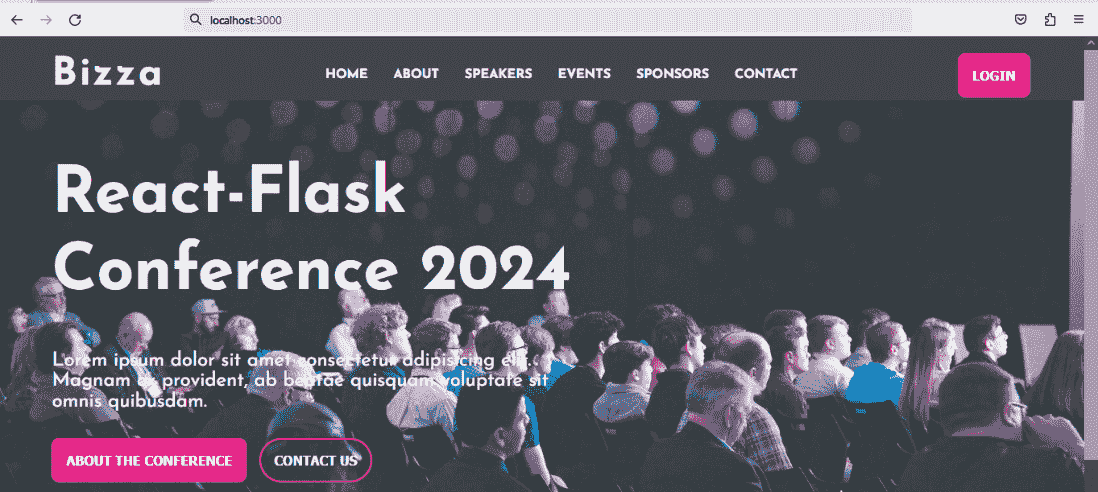 localhost:3000
Bizza
HOME ABOUT SPEAKERS EVENTS SPONSORS CONTACT
LOGIN
React-Flask
Conference 2024
Lorem ipsum dolor sit amet consectetur adipisicing elit.
Magnam provident, ab beatae quisquam voluptate sit
omnis quibusdam.
ABOUT THE CONFERENCE
CONTACT US